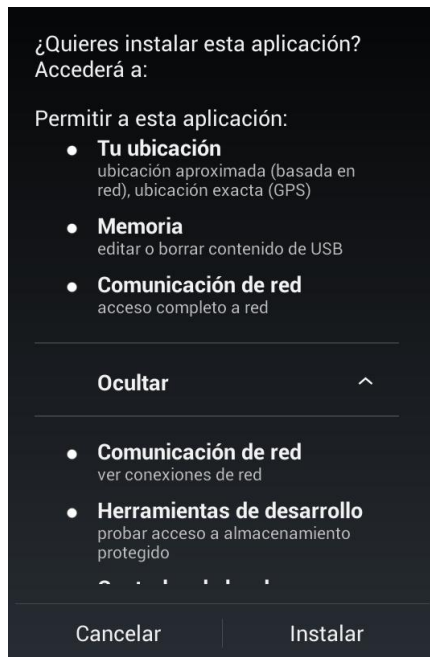 ¿Quieres instalar esta aplicación?
Accederá a:
Permitir a esta aplicación:
Tu ubicación
ubicación aproximada (basada en
red), ubicación exacta (GPS)
Memoria
editar o borrar contenido de USB
Comunicación de red
acceso completo a red
Ocultar
Comunicación de red
ver conexiones de red
Herramientas de desarrollo
probar acceso a almacenamiento
protegido
Cancelar
Instalar